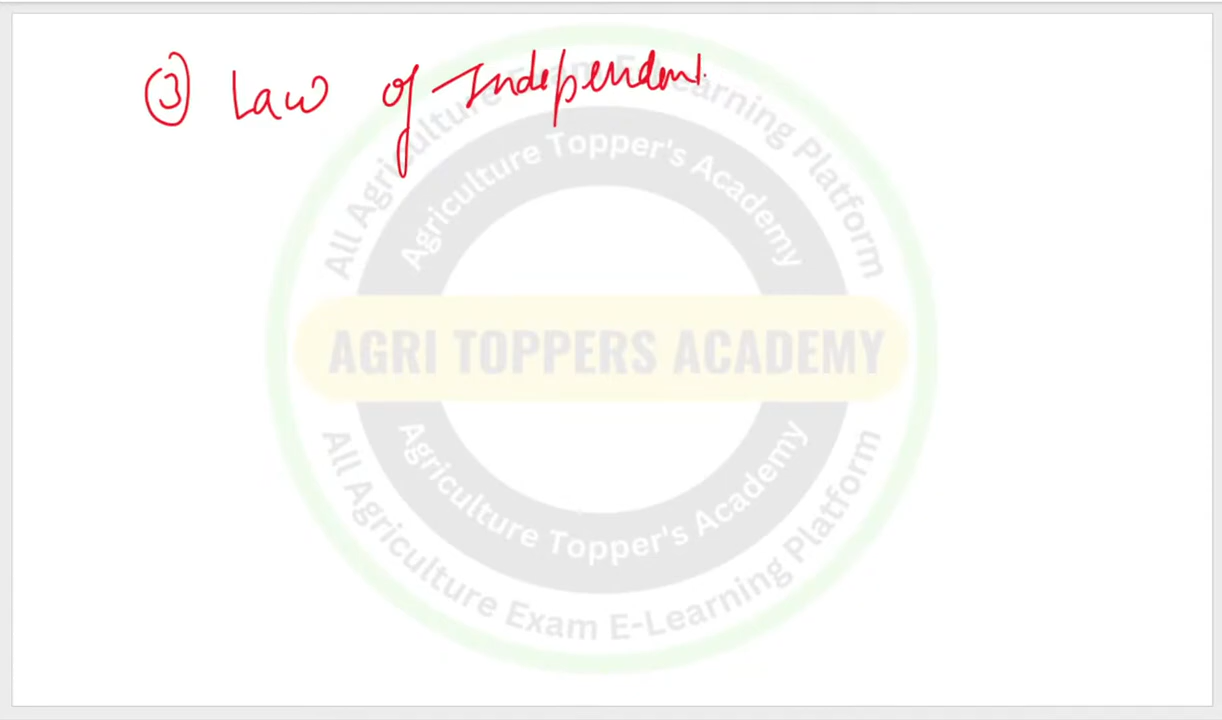 ③ Law of Independent
All Agriculture Exam E-Learning Platform
Agriculture Topper's Academy
AGRI TOPPERS ACADEMY
Agriculture Topper's Academy
All Agriculture Exam E-Learning Platform